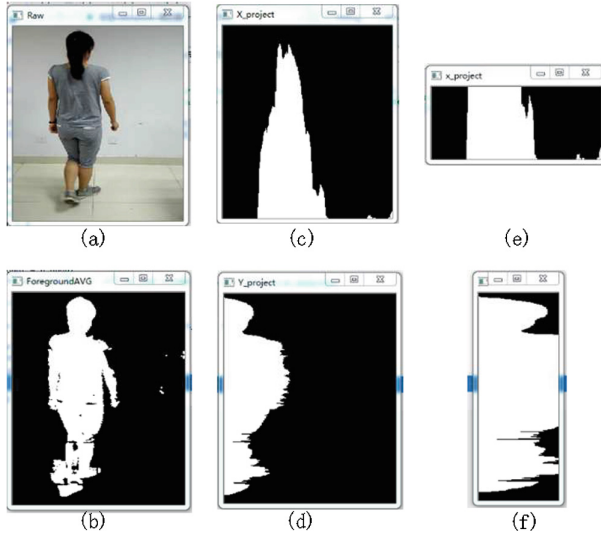 Raw
X_project
x_project
(a)
(c)
(e)
ForegroundAVG
Y_project
(b)
(d)
(f)